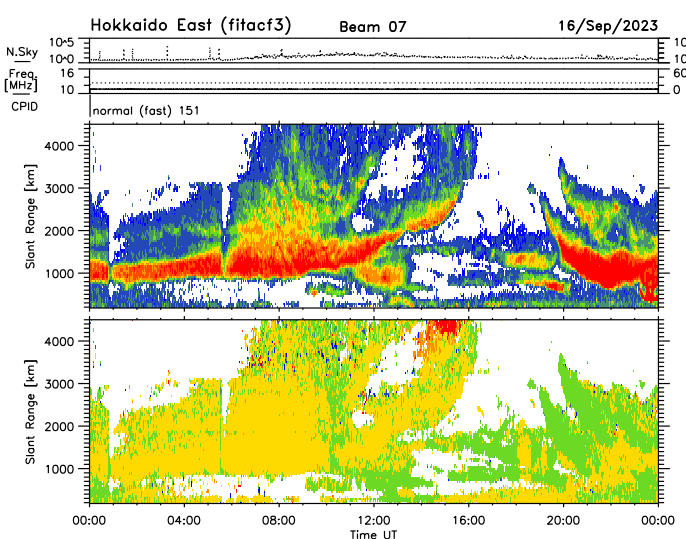 Hokkaido East (fitacf3) Beam 07 16/Sep/2023
N.Sky 10^5 10^0
Freq. [MHz] 16 10 60 0
CPID normal (fast) 151
Slant Range [km] 4000 3000 2000 1000
Slant Range [km] 4000 3000 2000 1000
00:00 04:00 08:00 12:00 16:00 20:00 00:00
Time UT